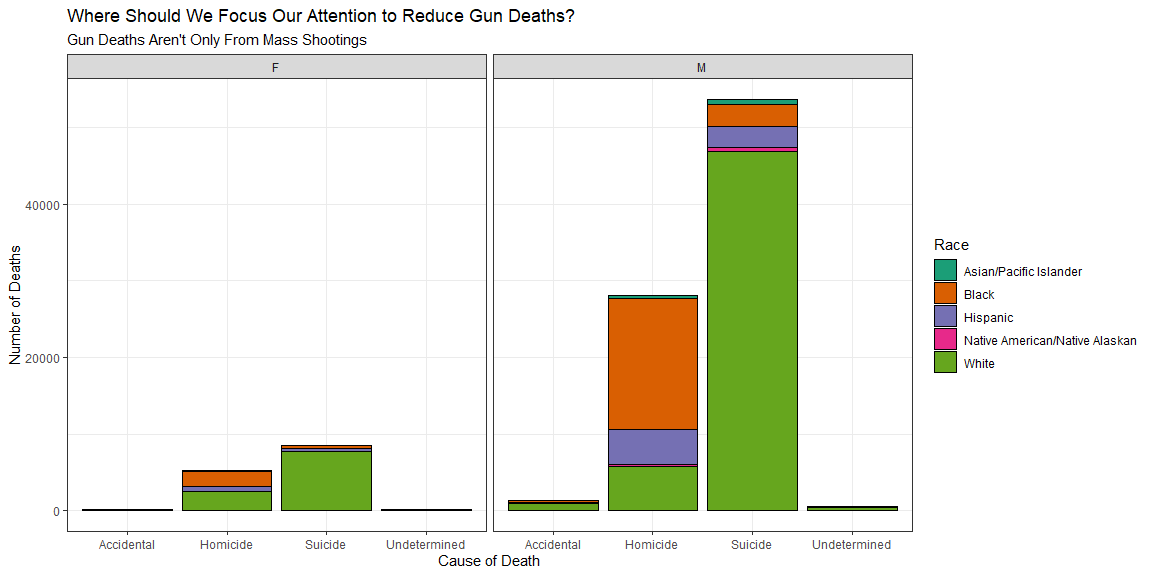 Where Should We Focus Our Attention to Reduce Gun Deaths?
Gun Deaths Aren't Only From Mass Shootings
F
M
Number of Deaths
40000
20000
0
Accidental
Homicide
Suicide
Undetermined
Accidental
Homicide
Suicide
Undetermined
Cause of Death
Race
Asian/Pacific Islander
Black
Hispanic
Native American/Native Alaskan
White